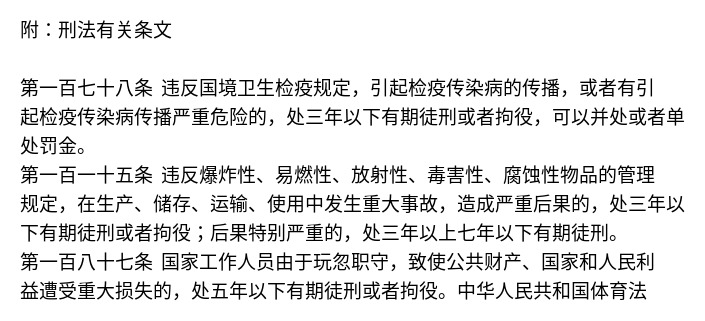 附：刑法有关条文
第一百七十八条 违反国境卫生检疫规定，引起检疫传染病的传播，或者有引
起检疫传染病传播严重危险的，处三年以下有期徒刑或者拘役，可以并处或者单
处罚金。
第一百一十五条 违反爆炸性、易燃性、放射性、毒害性、腐蚀性物品的管理
规定，在生产、储存、运输、使用中发生重大事故，造成严重后果的，处三年以
下有期徒刑或者拘役；后果特别严重的，处三年以上七年以下有期徒刑。
第一百八十七条 国家工作人员由于玩忽职守，致使公共财产、国家和人民利
益遭受重大损失的，处五年以下有期徒刑或者拘役。中华人民共和国体育法